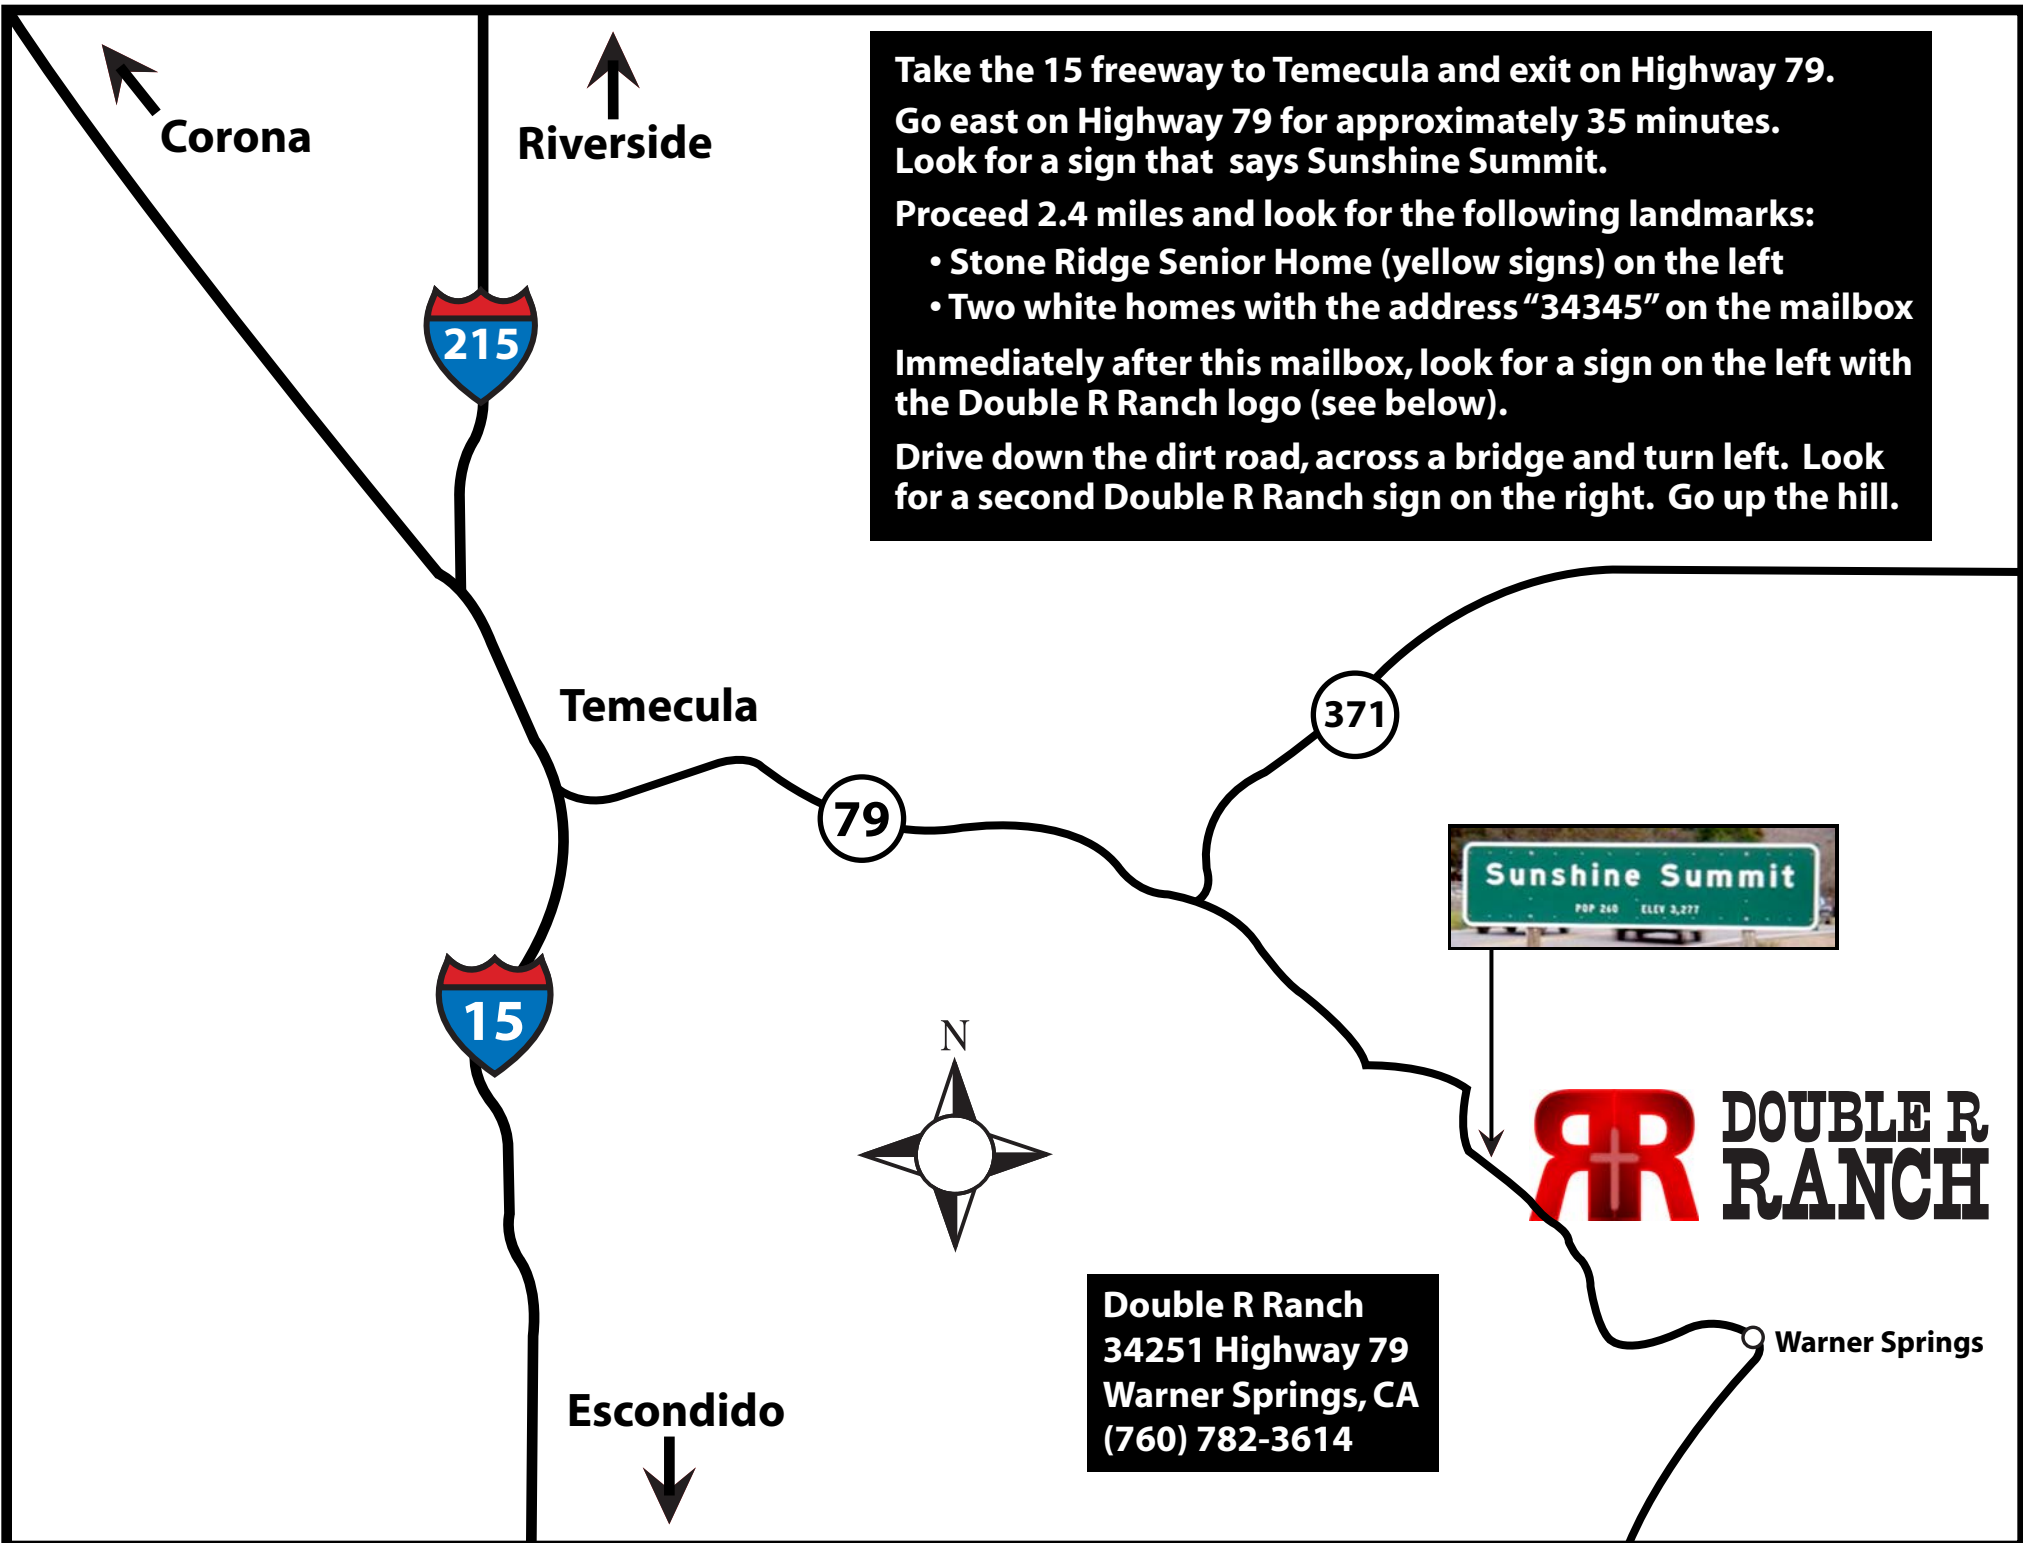 Take the 15 freeway to Temecula and exit on Highway 79.
Go east on Highway 79 for approximately 35 minutes.
Look for a sign that says Sunshine Summit.
Proceed 2.4 miles and look for the following landmarks:
• Stone Ridge Senior Home (yellow signs) on the left
• Two white homes with the address “34345” on the mailbox
Immediately after this mailbox, look for a sign on the left with
the Double R Ranch logo (see below).
Drive down the dirt road, across a bridge and turn left. Look
for a second Double R Ranch sign on the right. Go up the hill.
Corona
Riverside
215
Temecula
371
79
Sunshine Summit
POP 260 ELEV 3,277
15
N
RR
DOUBLE R
RANCH
Double R Ranch
34251 Highway 79
Warner Springs, CA
(760) 782-3614
Warner Springs
Escondido